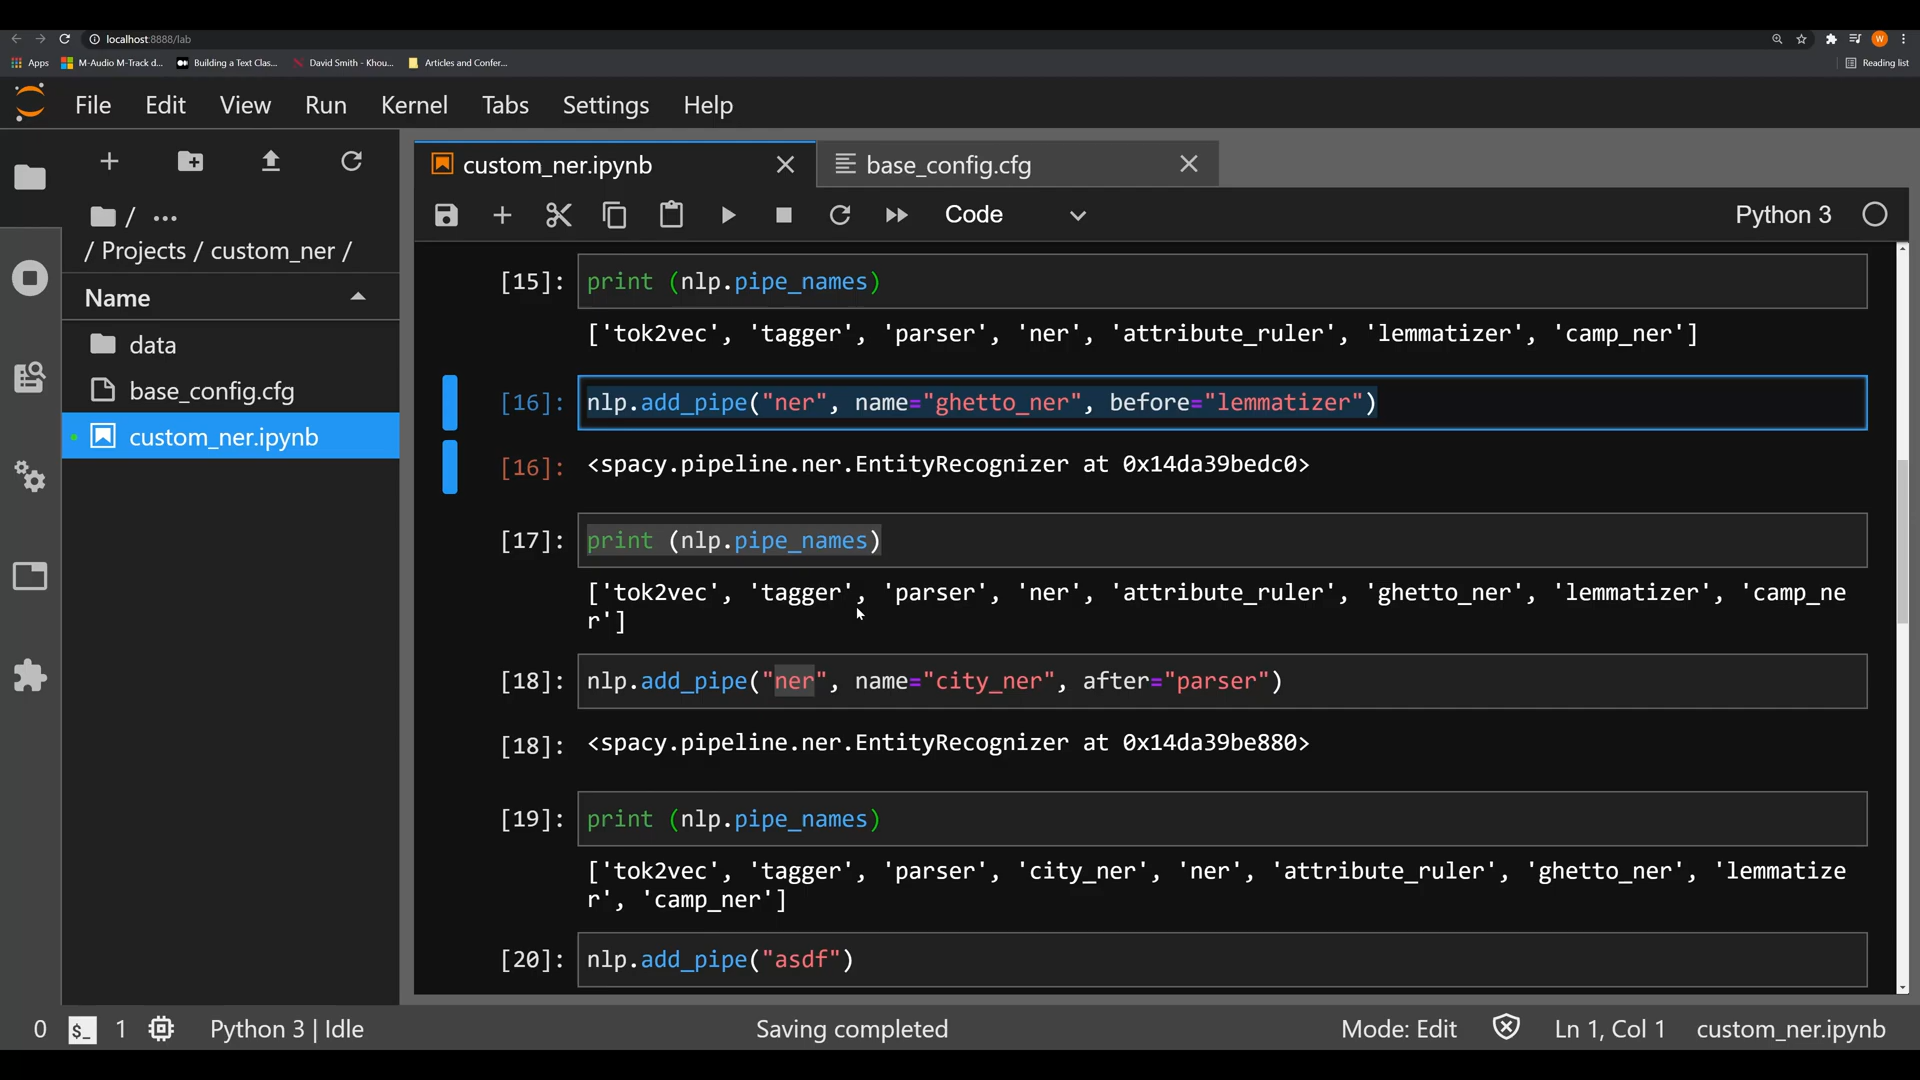 localhost:8888/lab
Apps
M-Audio M-Track d...
Building a Text Clas...
David Smith - Khou...
Articles and Confer...
W
Reading list
File Edit View Run Kernel Tabs Settings Help
custom_ner.ipynb
base_config.cfg
/ ...
/ Projects / custom_ner /
Code
Python 3
Name
data
base_config.cfg
custom_ner.ipynb
[15]: print (nlp.pipe_names)
['tok2vec', 'tagger', 'parser', 'ner', 'attribute_ruler', 'lemmatizer', 'camp_ner']
[16]: nlp.add_pipe("ner", name="ghetto_ner", before="lemmatizer")
[16]: <spacy.pipeline.ner.EntityRecognizer at 0x14da39bedc0>
[17]: print (nlp.pipe_names)
['tok2vec', 'tagger', 'parser', 'ner', 'attribute_ruler', 'ghetto_ner', 'lemmatizer', 'camp_ne
r']
[18]: nlp.add_pipe("ner", name="city_ner", after="parser")
[18]: <spacy.pipeline.ner.EntityRecognizer at 0x14da39be880>
[19]: print (nlp.pipe_names)
['tok2vec', 'tagger', 'parser', 'city_ner', 'ner', 'attribute_ruler', 'ghetto_ner', 'lemmatize
r', 'camp_ner']
[20]: nlp.add_pipe("asdf")
0 $_ 1 Python 3 | Idle Saving completed Mode: Edit Ln 1, Col 1 custom_ner.ipynb